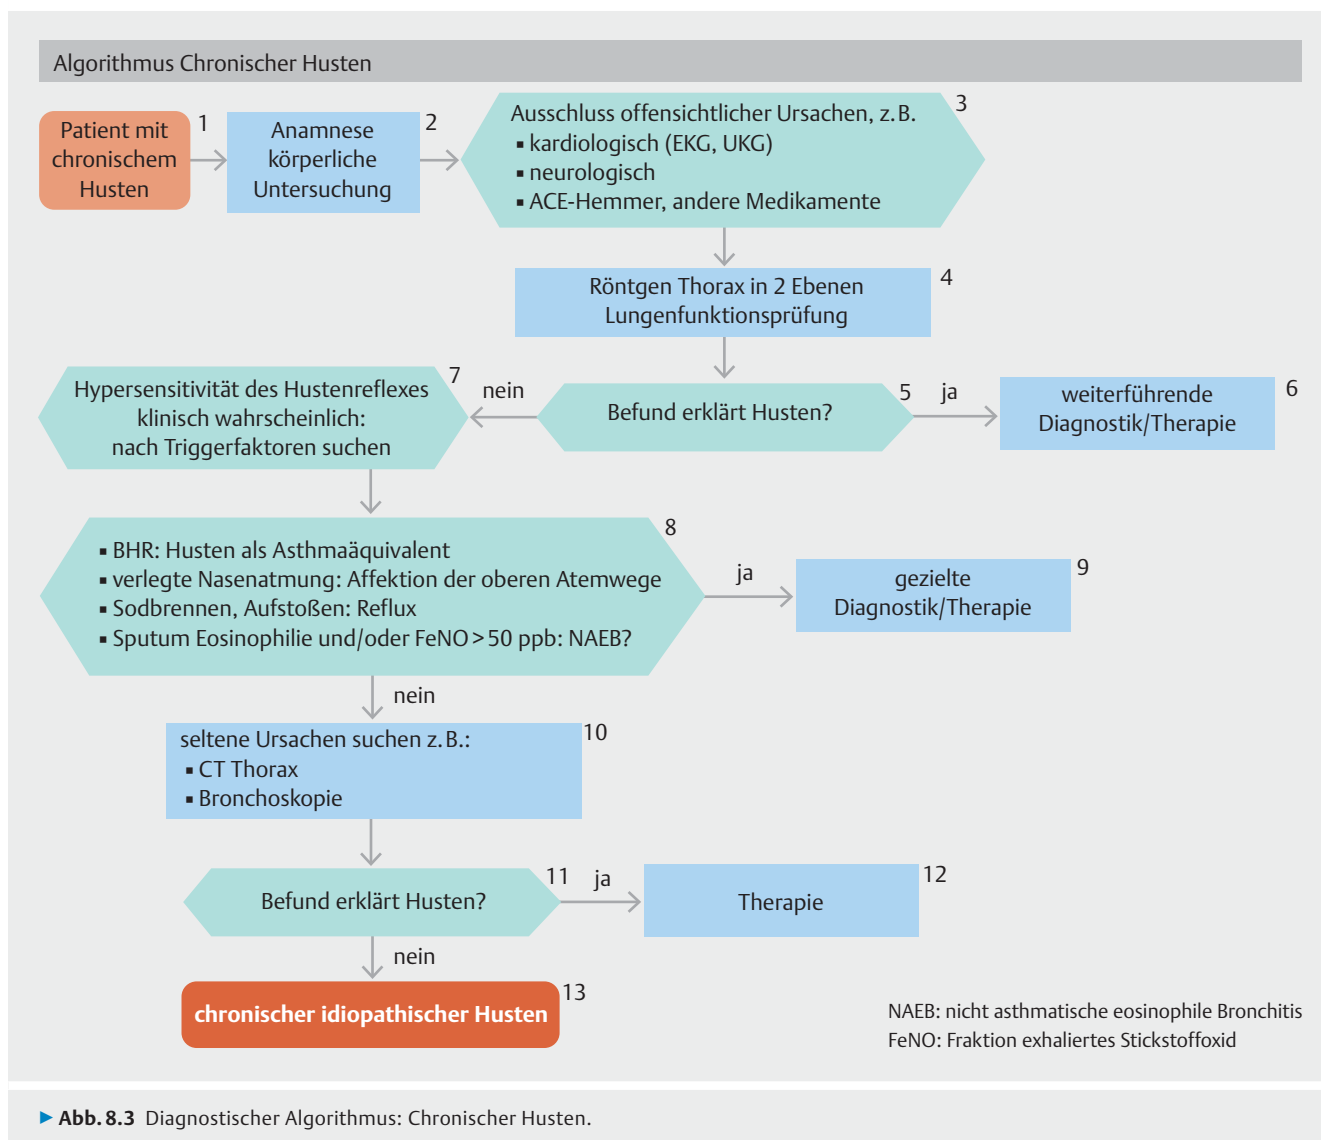 Algorithmus Chronischer Husten
1
Patient mit
chronischem
Husten
2
Anamnese
körperliche
Untersuchung
3
Ausschluss offensichtlicher Ursachen, z. B.
▪ kardiologisch (EKG, UKG)
▪ neurologisch
▪ ACE-Hemmer, andere Medikamente
4
Röntgen Thorax in 2 Ebenen
Lungenfunktionsprüfung
5
Befund erklärt Husten?
ja
6
weiterführende
Diagnostik/Therapie
nein
7
Hypersensitivität des Hustenreflexes
klinisch wahrscheinlich:
nach Triggerfaktoren suchen
8
▪ BHR: Husten als Asthmaäquivalent
▪ verlegte Nasenatmung: Affektion der oberen Atemwege
▪ Sodbrennen, Aufstoßen: Reflux
▪ Sputum Eosinophilie und/oder FeNO > 50 ppb: NAEB?
ja
9
gezielte
Diagnostik/Therapie
nein
10
seltene Ursachen suchen z. B.:
▪ CT Thorax
▪ Bronchoskopie
11
Befund erklärt Husten?
ja
12
Therapie
nein
13
chronischer idiopathischer Husten
NAEB: nicht asthmatische eosinophile Bronchitis
FeNO: Fraktion exhaliertes Stickstoffoxid
▶ Abb. 8.3 Diagnostischer Algorithmus: Chronischer Husten.